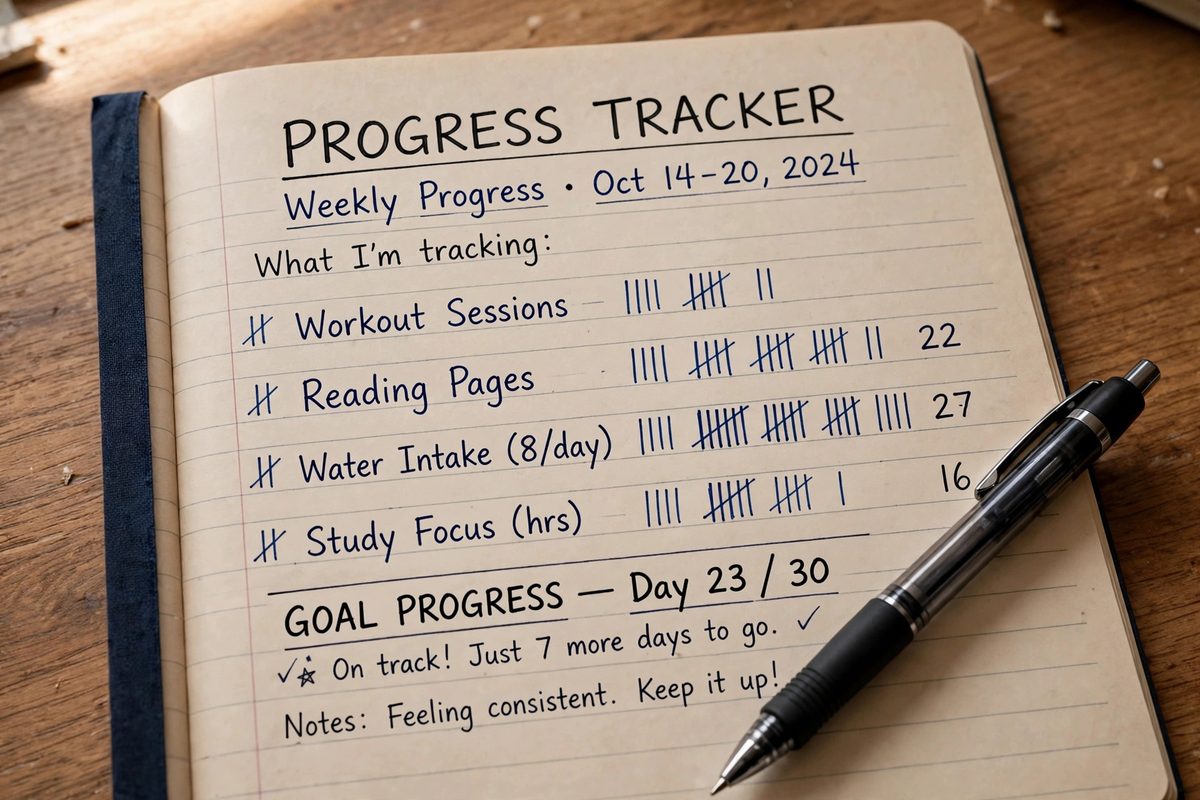 PROGRESS TRACKER
Weekly Progress • Oct 14-20, 2024
What I'm tracking:
Workout Sessions –
Reading Pages 22
Water Intake (8/day) 27
Study Focus (hrs) 16
GOAL PROGRESS — Day 23 / 30
✓☆ On track! Just 7 more days to go. ✓
Notes: Feeling consistent. Keep it up!